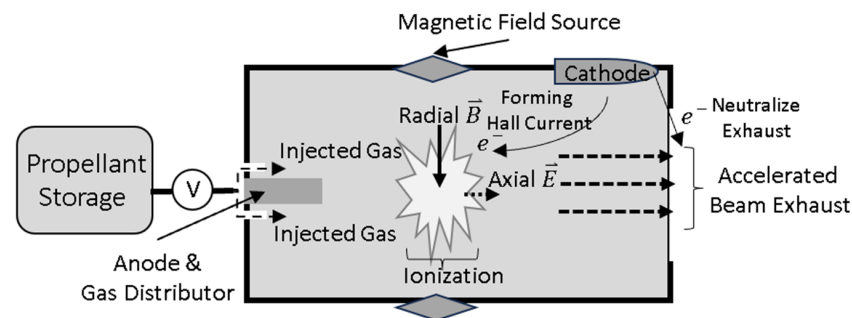 Magnetic Field Source
Cathode
Radial B⃗
Forming
Hall Current
e⁻
e⁻ Neutralize
Exhaust
Propellant
Storage
V
Injected Gas
Axial E⃗
Accelerated
Beam Exhaust
Injected Gas
Anode &
Gas Distributor
Ionization